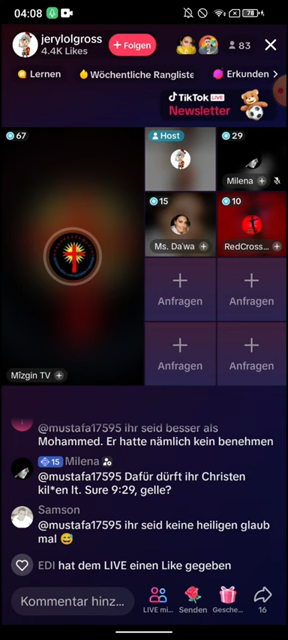 04:08
78
jerylolgross
4.4K Likes
+ Folgen
83
Lernen
Wöchentliche Rangliste
Erkunden
TikTok LIVE
Newsletter
67
Host
29
Milena
15
10
Ms. Da'wa
RedCross...
Anfragen
Anfragen
Anfragen
Anfragen
Mîzgin TV
@mustafa17595 ihr seid besser als
Mohammed. Er hatte nämlich kein benehmen
15 Milena
@mustafa17595 Dafür dürft ihr Christen
kil*en lt. Sure 9:29, gelle?
Samson
@mustafa17595 ihr seid keine heiligen glaub
mal 😅
EDI hat dem LIVE einen Like gegeben
Kommentar hinz...
LIVE mi...
Senden
Gesche...
16